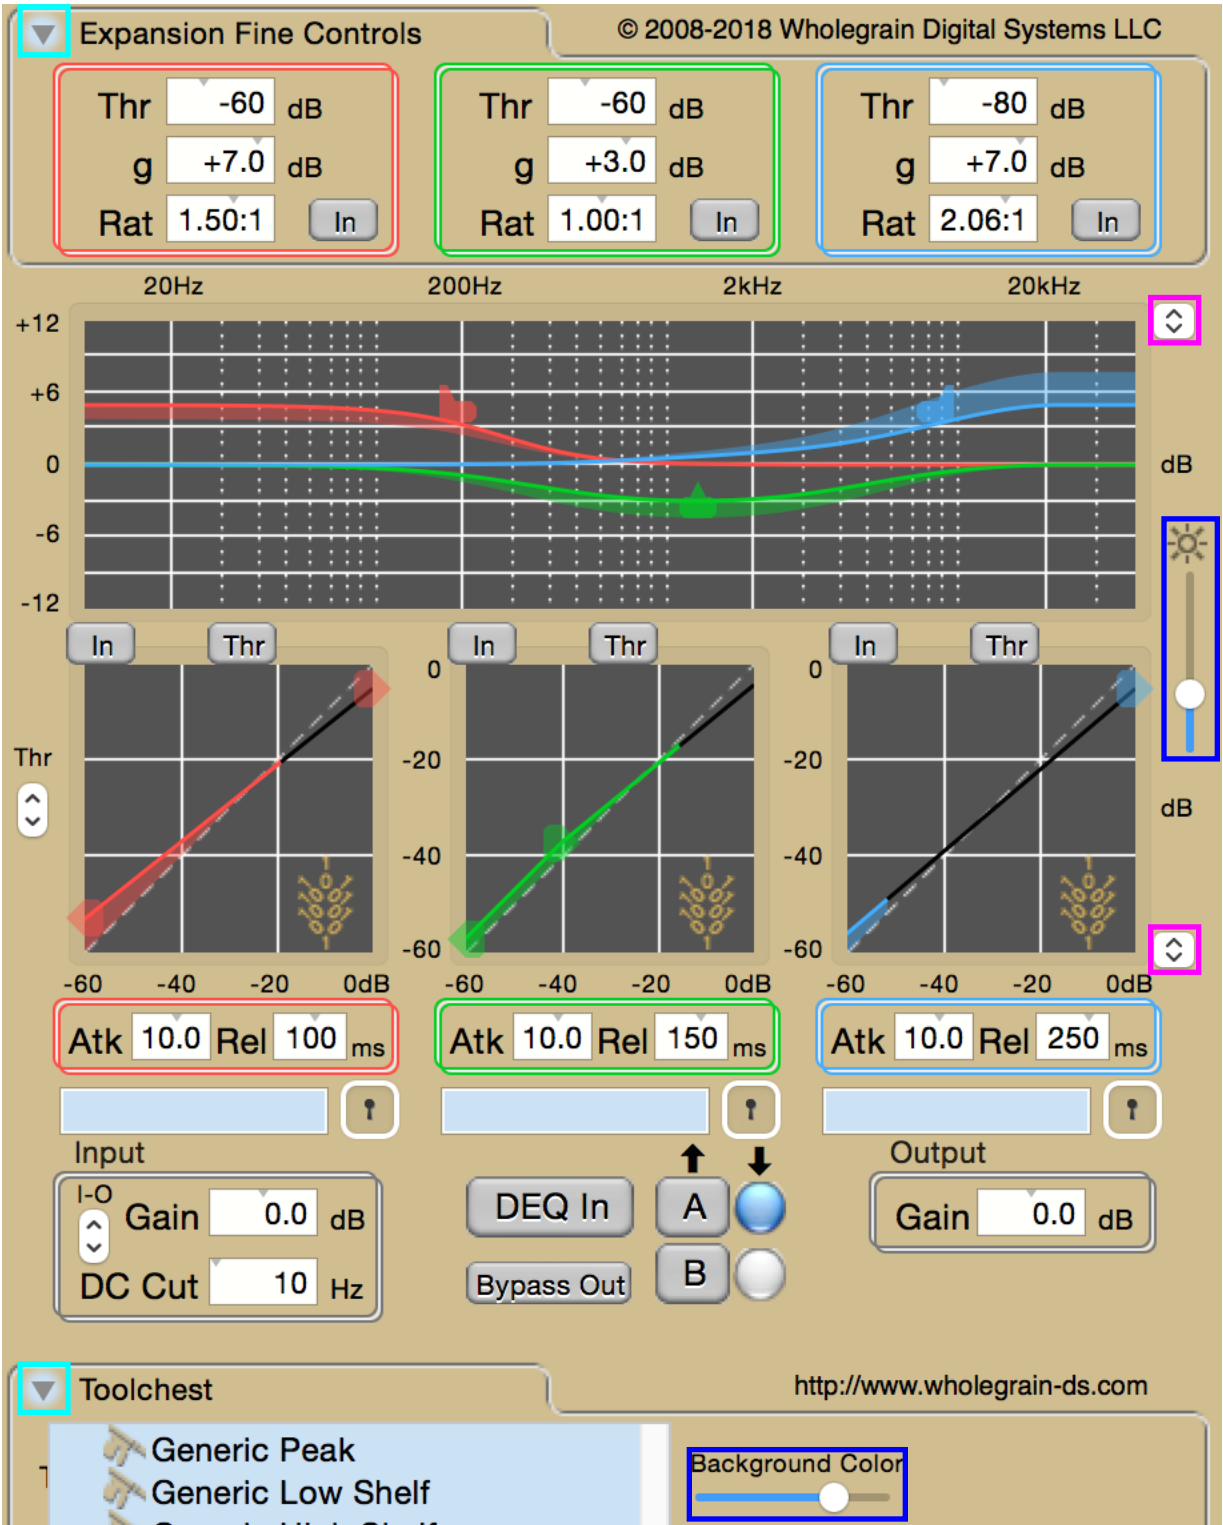 Expansion Fine Controls
© 2008-2018 Wholegrain Digital Systems LLC
Thr -60 dB Thr -60 dB Thr -80 dB
g +7.0 dB g +3.0 dB g +7.0 dB
Rat 1.50:1 In Rat 1.00:1 In Rat 2.06:1 In
20Hz 200Hz 2kHz 20kHz
+12
+6
0 dB
-6
-12
In Thr In Thr In Thr
0 0
Thr -20 -20
dB
-40 -40
-60 -60
-60 -40 -20 0dB -60 -40 -20 0dB -60 -40 -20 0dB
Atk 10.0 Rel 100 ms Atk 10.0 Rel 150 ms Atk 10.0 Rel 250 ms
Input Output
I-O
Gain 0.0 dB DEQ In A Gain 0.0 dB
DC Cut 10 Hz Bypass Out B
Toolchest http://www.wholegrain-ds.com
Generic Peak
Background Color
Generic Low Shelf